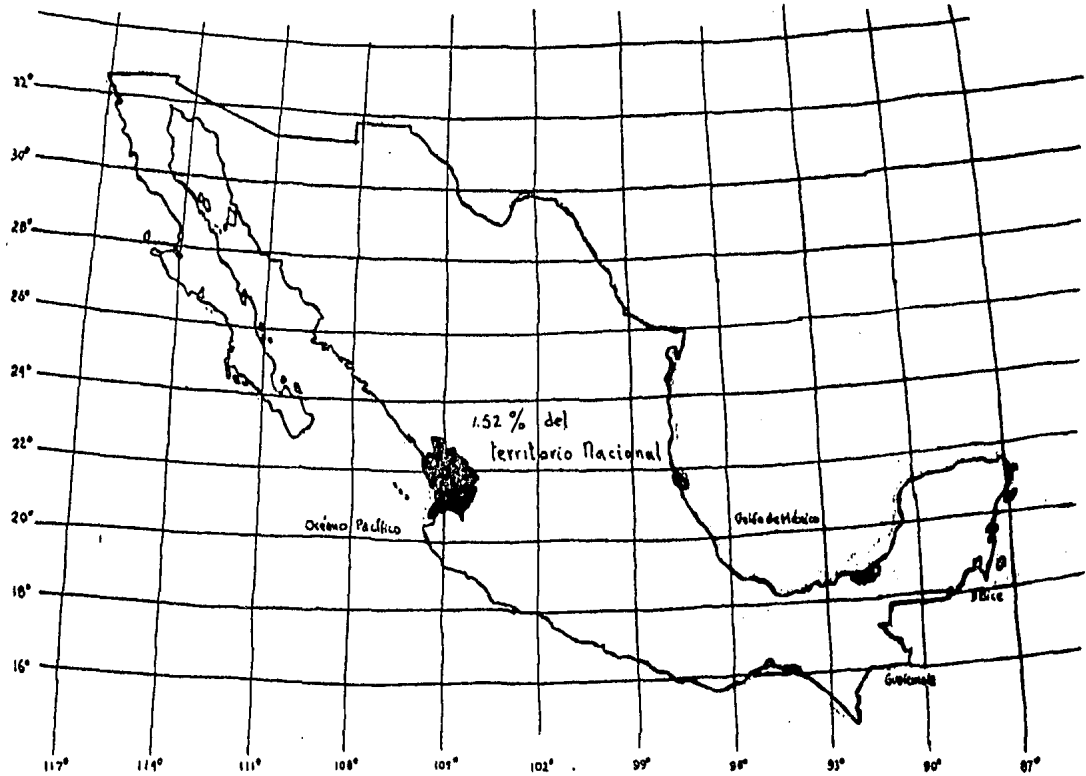 32°
30°
28°
26°
24°
22°
20°
18°
16°
1.52 % del
territorio Nacional
Océano Pacífico
Golfo de México
Belice
Guatemala
117° 114° 111° 108° 105° 102° 99° 96° 93° 90° 87°